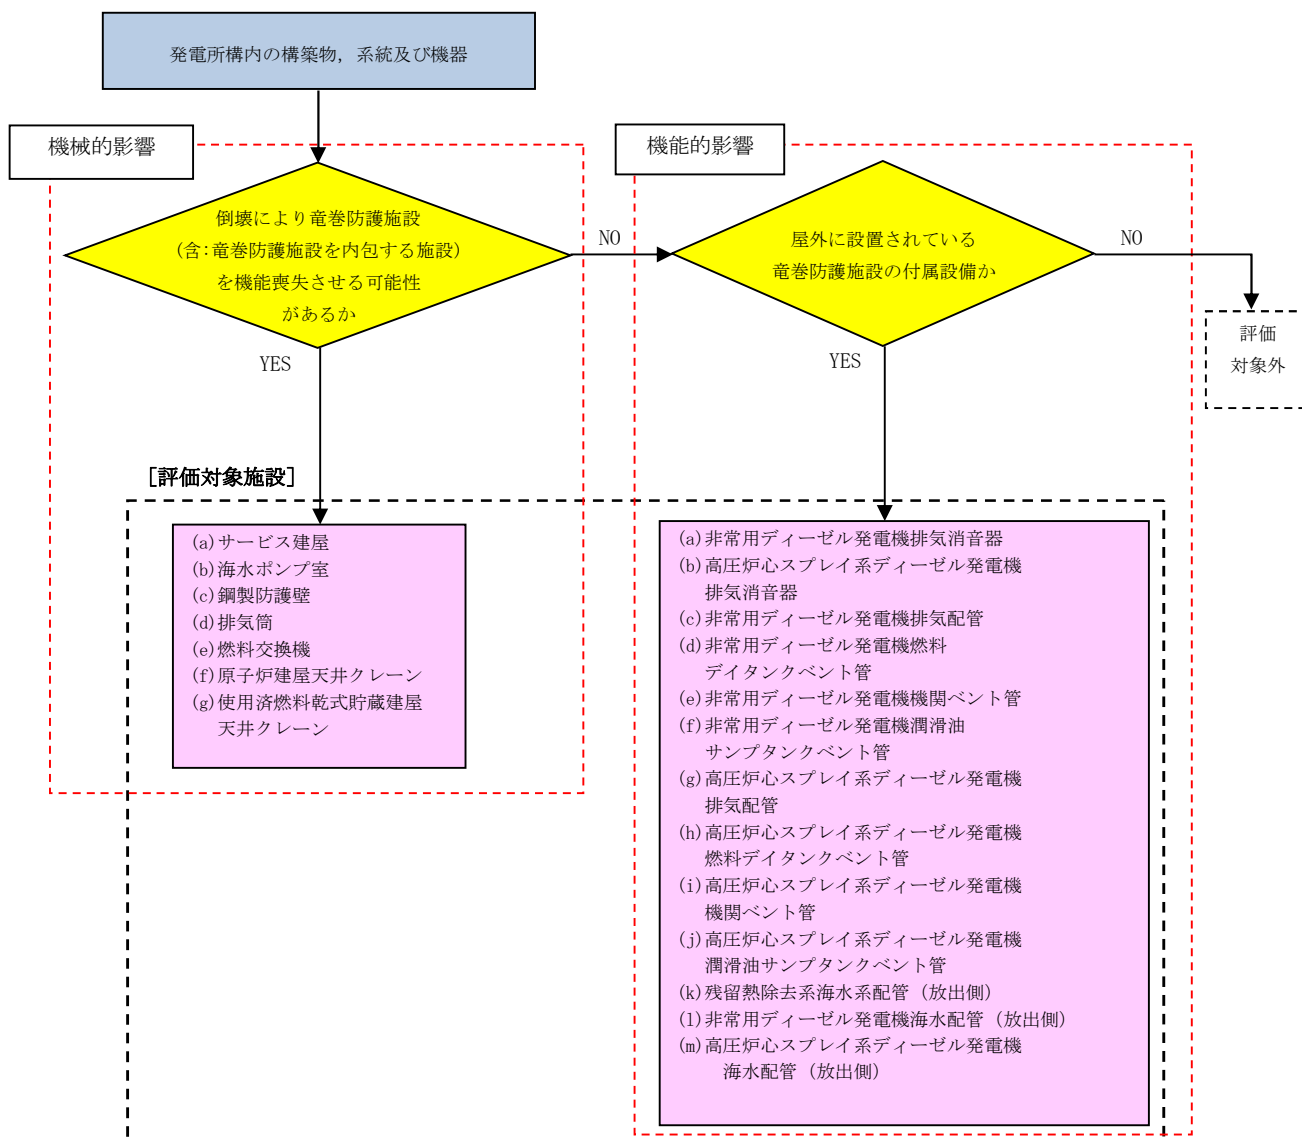 発電所構内の構築物，系統及び機器
機械的影響
倒壊により竜巻防護施設
(含:竜巻防護施設を内包する施設)
を機能喪失させる可能性
があるか
NO
YES
機能的影響
屋外に設置されている
竜巻防護施設の付属設備か
NO
YES
評価
対象外
[評価対象施設]
(a)サービス建屋
(b)海水ポンプ室
(c)鋼製防護壁
(d)排気筒
(e)燃料交換機
(f)原子炉建屋天井クレーン
(g)使用済燃料乾式貯蔵建屋
天井クレーン
(a)非常用ディーゼル発電機排気消音器
(b)高圧炉心スプレイ系ディーゼル発電機
排気消音器
(c)非常用ディーゼル発電機排気配管
(d)非常用ディーゼル発電機燃料
デイタンクベント管
(e)非常用ディーゼル発電機機関ベント管
(f)非常用ディーゼル発電機潤滑油
サンプタンクベント管
(g)高圧炉心スプレイ系ディーゼル発電機
排気配管
(h)高圧炉心スプレイ系ディーゼル発電機
燃料デイタンクベント管
(i)高圧炉心スプレイ系ディーゼル発電機
機関ベント管
(j)高圧炉心スプレイ系ディーゼル発電機
潤滑油サンプタンクベント管
(k)残留熱除去系海水系配管（放出側）
(l)非常用ディーゼル発電機海水配管（放出側）
(m)高圧炉心スプレイ系ディーゼル発電機
海水配管（放出側）